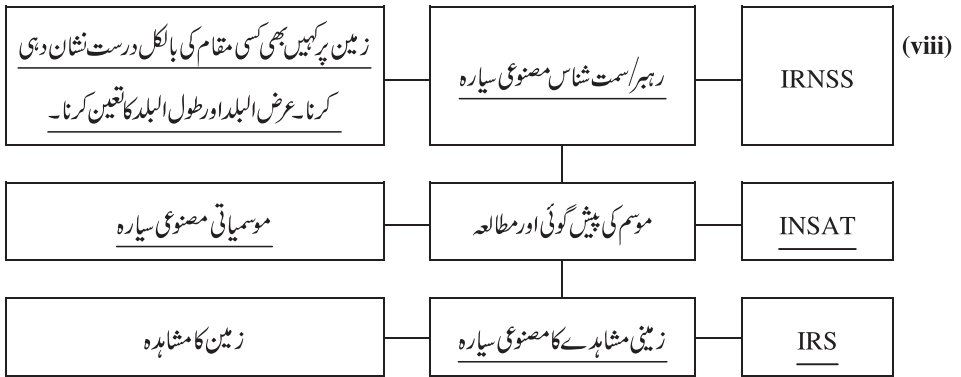 (viii)
IRNSS
رہبر/سمت شناس مصنوعی سیارہ
زمین پر کہیں بھی کسی مقام کی بالکل درست نشان دہی
کرنا۔ عرض البلد اور طول البلد کا تعین کرنا۔
INSAT
موسم کی پیش گوئی اور مطالعہ
موسمیاتی مصنوعی سیارہ
IRS
زمینی مشاہدے کا مصنوعی سیارہ
زمین کا مشاہدہ